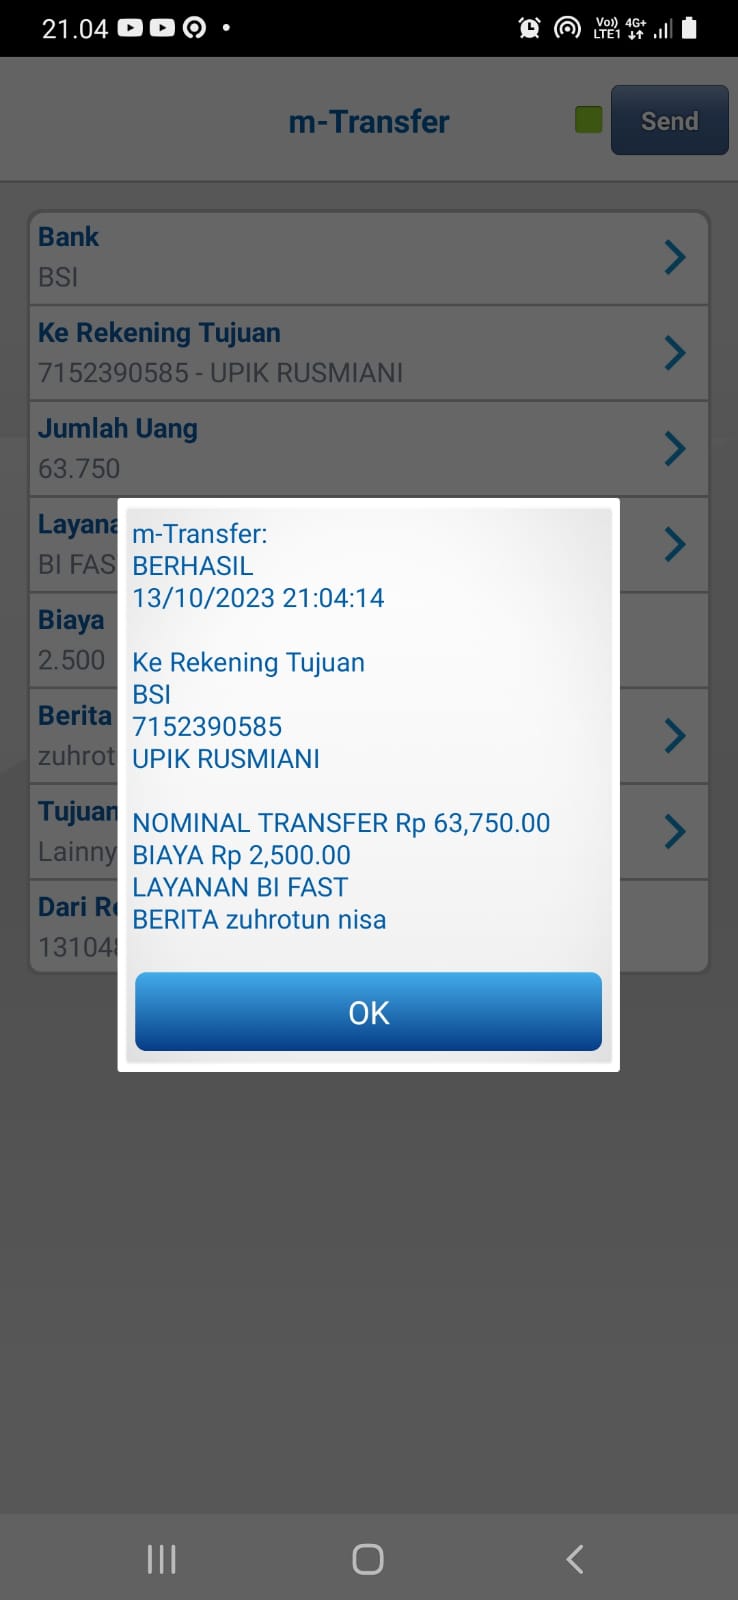 21.04
Vo)) 4G+
LTE1
m-Transfer
Send
Bank
BSI
Ke Rekening Tujuan
7152390585 - UPIK RUSMIANI
Jumlah Uang
63.750
BI FAS
Biaya
2.500
Berita
zuhrot
Tujuan
Lainny
Dari
13104
m-Transfer:
BERHASIL
13/10/2023 21:04:14
Ke Rekening Tujuan
BSI
7152390585
UPIK RUSMIANI
NOMINAL TRANSFER Rp 63,750.00
BIAYA Rp 2,500.00
LAYANAN BI FAST
BERITA zuhrotun nisa
OK